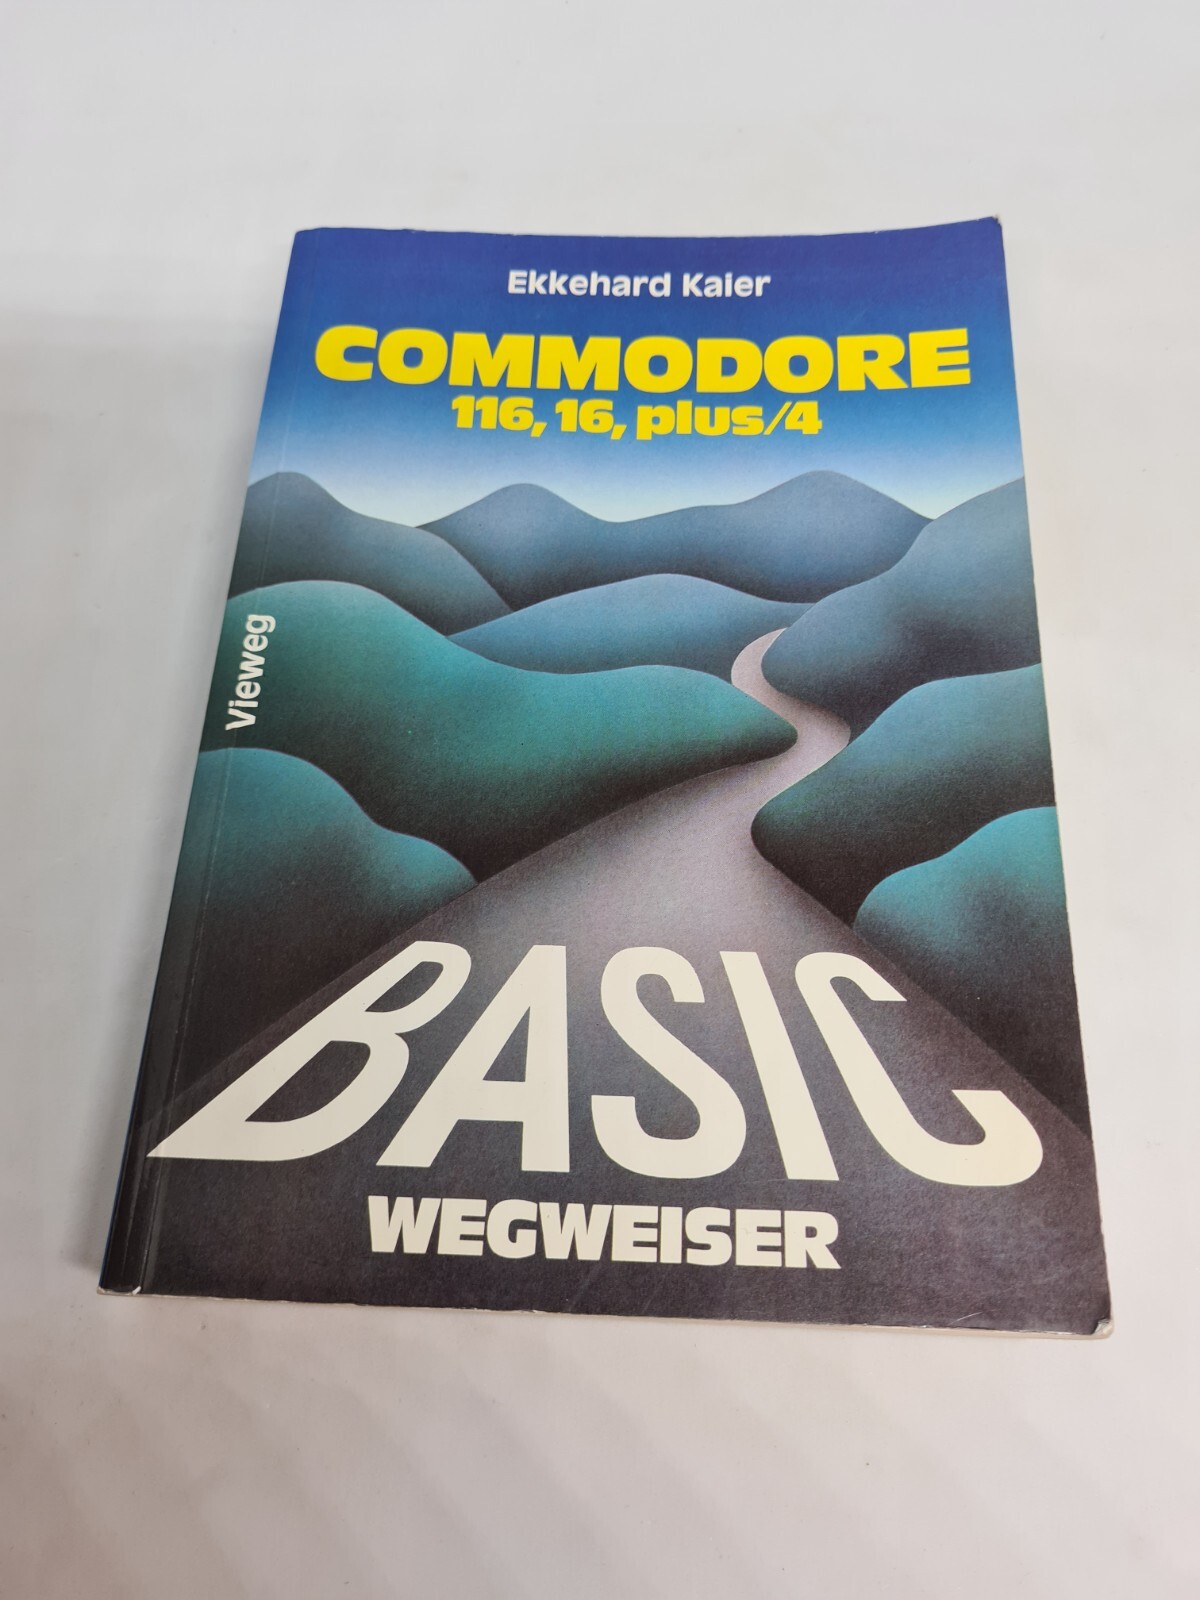 Ekkehard Kaier
COMMODORE
116, 16, plus/4
Vieweg
BASIC
WEGWEISER